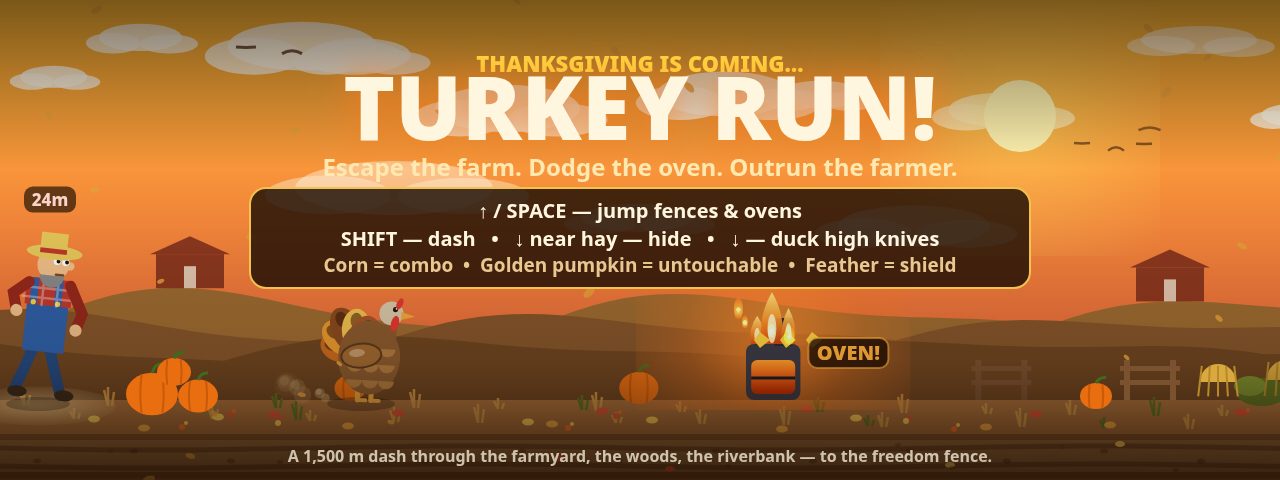 THANKSGIVING IS COMING...
TURKEY RUN!
Escape the farm. Dodge the oven. Outrun the farmer.
24m
↑ / SPACE — jump fences & ovens
SHIFT — dash • ↓ near hay — hide • ↓ — duck high knives
Corn = combo • Golden pumpkin = untouchable • Feather = shield
OVEN!
A 1,500 m dash through the farmyard, the woods, the riverbank — to the freedom fence.